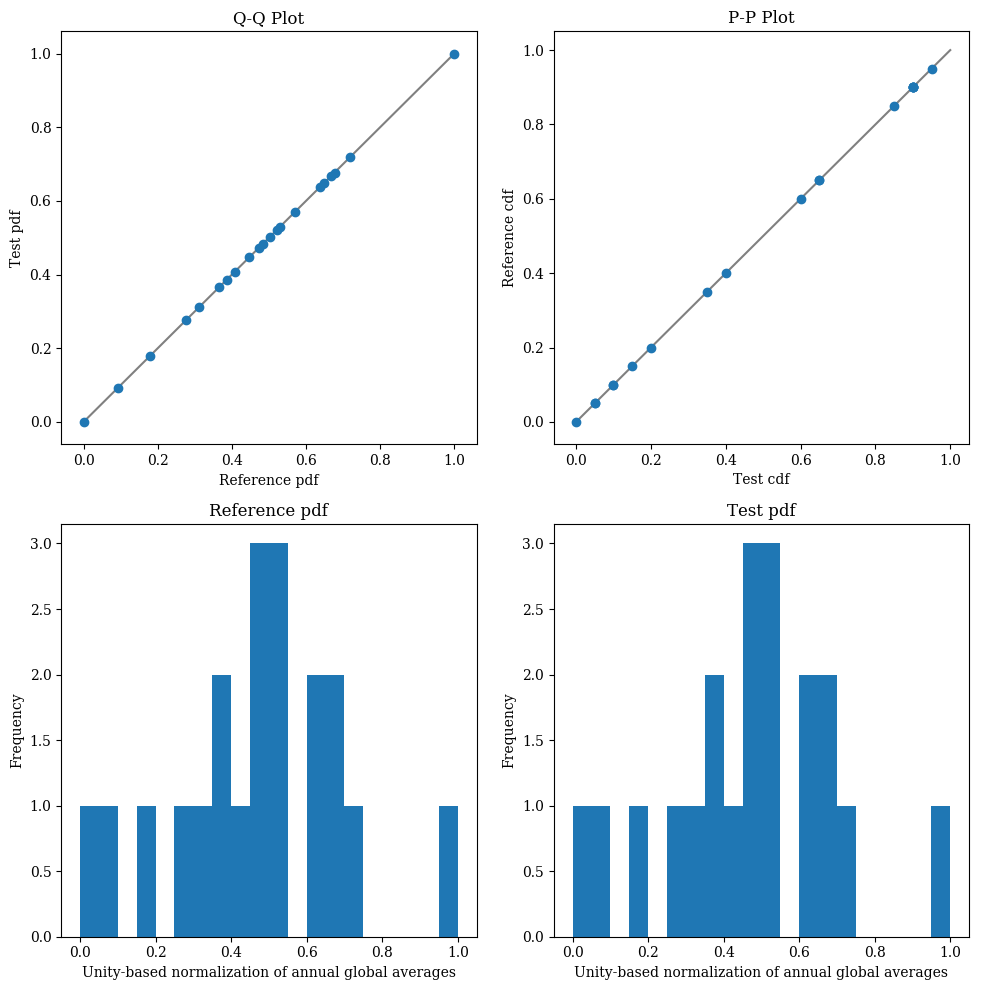 Q-Q Plot
1.0
0.8
0.6
0.4
0.2
0.0
Test pdf
0.0 0.2 0.4 0.6 0.8 1.0
Reference pdf
P-P Plot
1.0
0.8
0.6
0.4
0.2
0.0
Reference cdf
0.0 0.2 0.4 0.6 0.8 1.0
Test cdf
Reference pdf
3.0
2.5
2.0
1.5
1.0
0.5
0.0
Frequency
0.0 0.2 0.4 0.6 0.8 1.0
Unity-based normalization of annual global averages
Test pdf
3.0
2.5
2.0
1.5
1.0
0.5
0.0
Frequency
0.0 0.2 0.4 0.6 0.8 1.0
Unity-based normalization of annual global averages